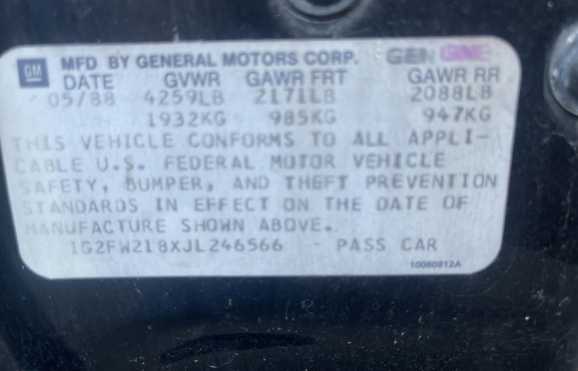 GM MFD BY GENERAL MOTORS CORP. GEN GME
DATE GVWR GAWR FRT GAWR RR
05/88 4259LB 2171LB 2088LB
1932KG 985KG 947KG
THIS VEHICLE CONFORMS TO ALL APPLI-
CABLE U.S. FEDERAL MOTOR VEHICLE
SAFETY, BUMPER, AND THEFT PREVENTION
STANDARDS IN EFFECT ON THE DATE OF
MANUFACTURE SHOWN ABOVE.
1G2FW218XJL246566 - PASS CAR
10080812A